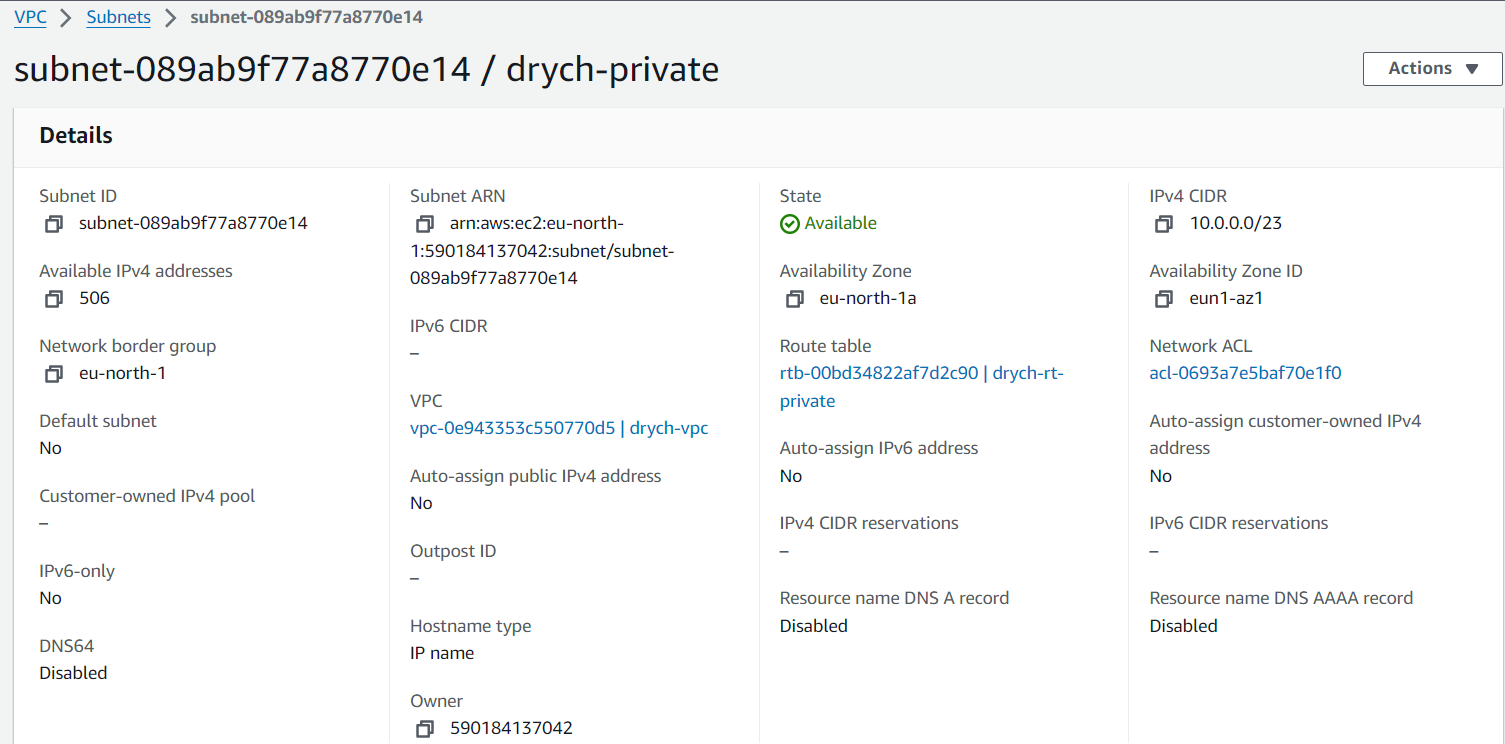 VPC > Subnets > subnet-089ab9f77a8770e14
subnet-089ab9f77a8770e14 / drych-private
Actions
Details
Subnet ID
subnet-089ab9f77a8770e14
Available IPv4 addresses
506
Network border group
eu-north-1
Default subnet
No
Customer-owned IPv4 pool
–
IPv6-only
No
DNS64
Disabled
Subnet ARN
arn:aws:ec2:eu-north-
1:590184137042:subnet/subnet-
089ab9f77a8770e14
IPv6 CIDR
–
VPC
vpc-0e943353c550770d5 | drych-vpc
Auto-assign public IPv4 address
No
Outpost ID
–
Hostname type
IP name
Owner
590184137042
State
Available
Availability Zone
eu-north-1a
Route table
rtb-00bd34822af7d2c90 | drych-rt-
private
Auto-assign IPv6 address
No
IPv4 CIDR reservations
–
Resource name DNS A record
Disabled
IPv4 CIDR
10.0.0.0/23
Availability Zone ID
eun1-az1
Network ACL
acl-0693a7e5baf70e1f0
Auto-assign customer-owned IPv4
address
No
IPv6 CIDR reservations
–
Resource name DNS AAAA record
Disabled